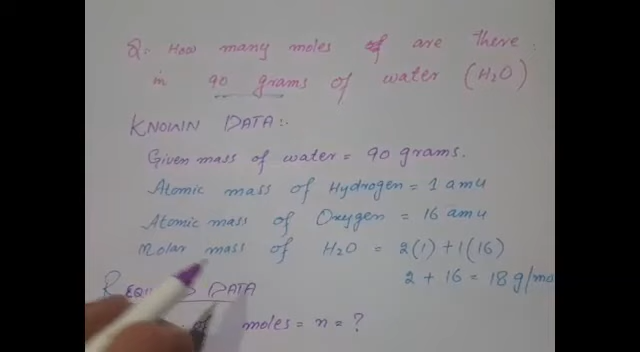 Q= How many moles of are there
in 90 grams of water (H₂O)
KNOWN DATA:-
Given mass of water = 90 grams.
Atomic mass of Hydrogen = 1 amu
Atomic mass of Oxygen = 16 amu
Molar mass of H₂O = 2(1) + 1(16)
2 + 16 = 18 g/mo
DATA
of moles = n = ?